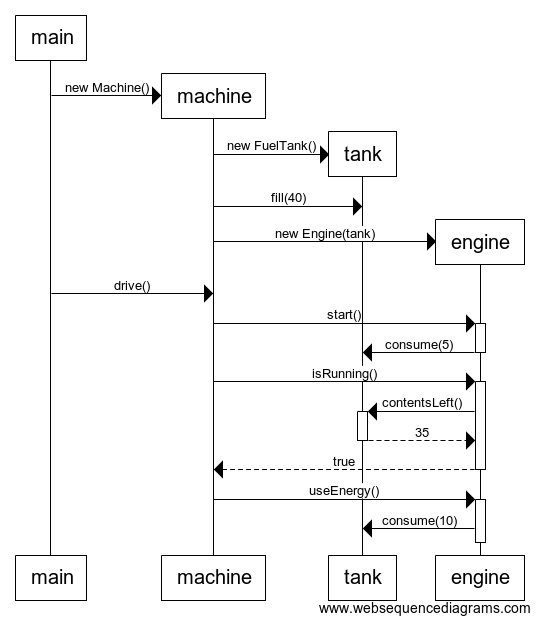 main
new Machine()
machine
new FuelTank()
tank
fill(40)
new Engine(tank)
engine
drive()
start()
consume(5)
isRunning()
contentsLeft()
35
true
useEnergy()
consume(10)
main
machine
tank
engine
www.websequencediagrams.com